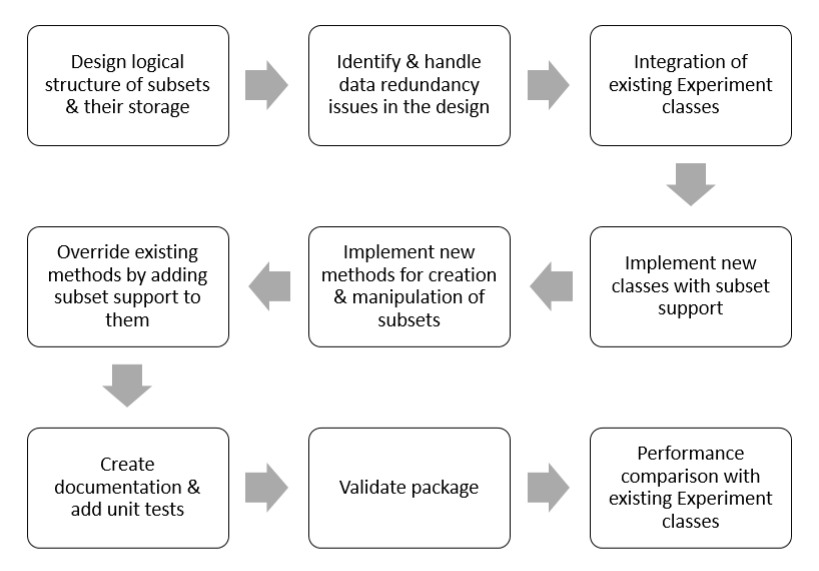 Design logical
structure of subsets
& their storage
Identify & handle
data redundancy
issues in the design
Integration of
existing Experiment
classes
Implement new
classes with subset
support
Implement new
methods for creation
& manipulation of
subsets
Override existing
methods by adding
subset support to
them
Create
documentation &
add unit tests
Validate package
Performance
comparison with
existing Experiment
classes